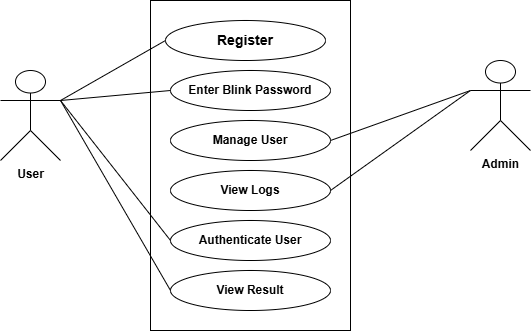 Register
Enter Blink Password
Manage User
View Logs
Authenticate User
View Result
User
Admin